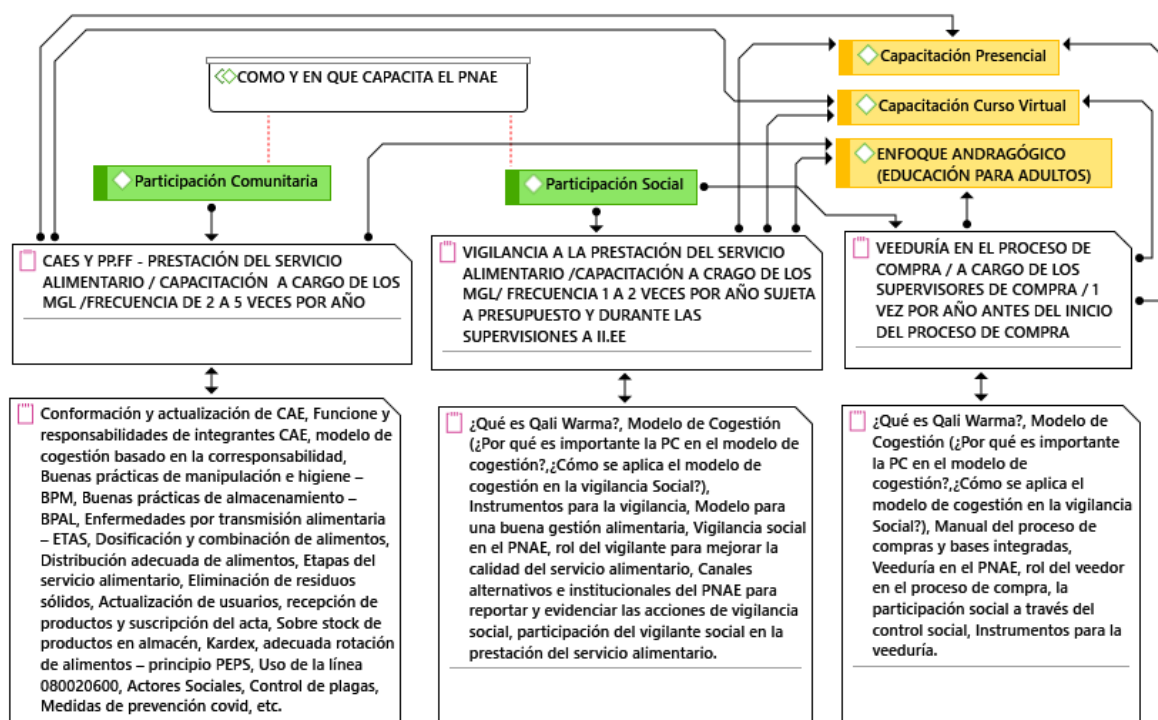 COMO Y EN QUE CAPACITA EL PNAE
Capacitación Presencial
Capacitación Curso Virtual
ENFOQUE ANDRAGÓGICO
(EDUCACIÓN PARA ADULTOS)
Participación Comunitaria
Participación Social
CAES Y PP.FF - PRESTACIÓN DEL SERVICIO
ALIMENTARIO / CAPACITACIÓN A CARGO DE LOS
MGL /FRECUENCIA DE 2 A 5 VECES POR AÑO
VIGILANCIA A LA PRESTACIÓN DEL SERVICIO
ALIMENTARIO /CAPACITACIÓN A CRAGO DE LOS
MGL/ FRECUENCIA 1 A 2 VECES POR AÑO SUJETA
A PRESUPUESTO Y DURANTE LAS
SUPERVISIONES A II.EE
VEEDURÍA EN EL PROCESO DE
COMPRA / A CARGO DE LOS
SUPERVISORES DE COMPRA / 1
VEZ POR AÑO ANTES DEL INICIO
DEL PROCESO DE COMPRA
Conformación y actualización de CAE, Funcione y
responsabilidades de integrantes CAE, modelo de
cogestión basado en la corresponsabilidad,
Buenas prácticas de manipulación e higiene –
BPM, Buenas prácticas de almacenamiento –
BPAL, Enfermedades por transmisión alimentaria
– ETAS, Dosificación y combinación de alimentos,
Distribución adecuada de alimentos, Etapas del
servicio alimentario, Eliminación de residuos
sólidos, Actualización de usuarios, recepción de
productos y suscripción del acta, Sobre stock de
productos en almacén, Kardex, adecuada rotación
de alimentos – principio PEPS, Uso de la línea
080020600, Actores Sociales, Control de plagas,
Medidas de prevención covid, etc.
¿Qué es Qali Warma?, Modelo de Cogestión
(¿Por qué es importante la PC en el modelo de
cogestión?,¿Cómo se aplica el modelo de
cogestión en la vigilancia Social?),
Instrumentos para la vigilancia, Modelo para
una buena gestión alimentaria, Vigilancia social
en el PNAE, rol del vigilante para mejorar la
calidad del servicio alimentario, Canales
alternativos e institucionales del PNAE para
reportar y evidenciar las acciones de vigilancia
social, participación del vigilante social en la
prestación del servicio alimentario.
¿Qué es Qali Warma?, Modelo de
Cogestión (¿Por qué es importante
la PC en el modelo de
cogestión?,¿Cómo se aplica el
modelo de cogestión en la vigilancia
Social?), Manual del proceso de
compras y bases integradas,
Veeduría en el PNAE, rol del veedor
en el proceso de compra, la
participación social a través del
control social, Instrumentos para la
veeduría.